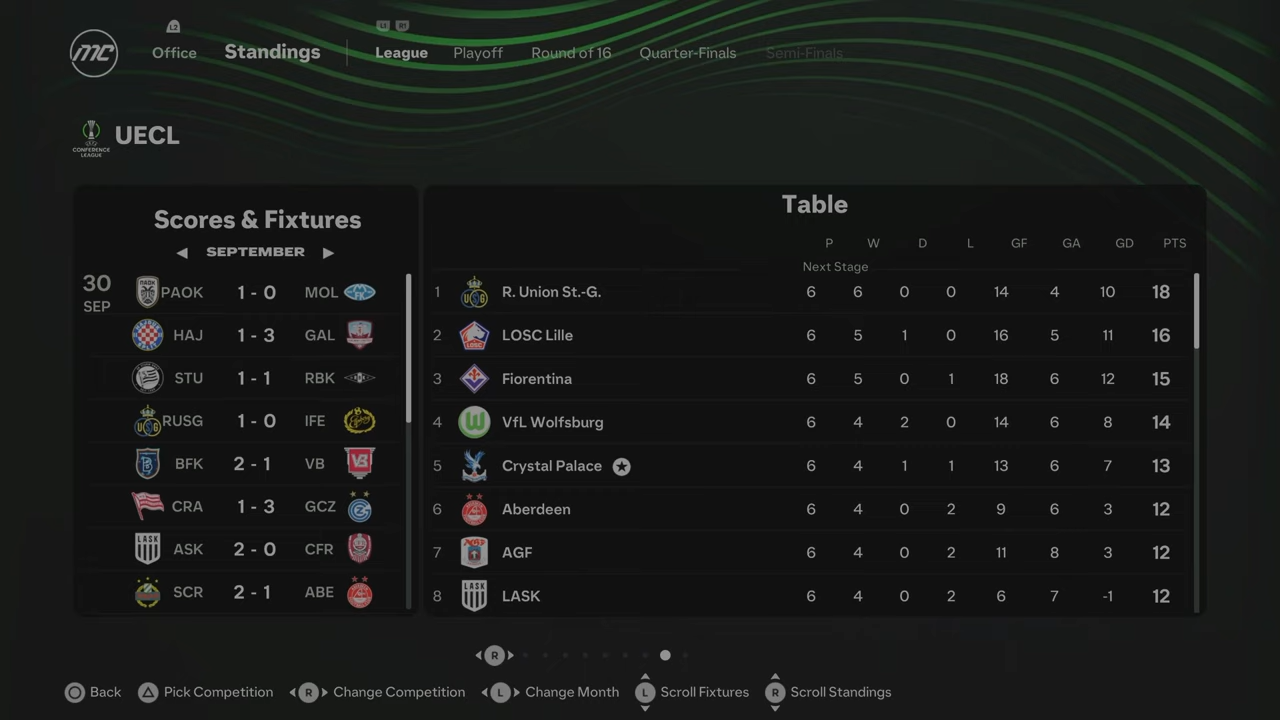 L2
L1 R1
MC Office Standings League Playoff Round of 16 Quarter-Finals Semi-Finals
CONFERENCE LEAGUE
UECL
Scores & Fixtures
SEPTEMBER
30 SEP
PAOK 1 - 0 MOL
HAJ 1 - 3 GAL
STU 1 - 1 RBK
RUSG 1 - 0 IFE
BFK 2 - 1 VB
CRA 1 - 3 GCZ
ASK 2 - 0 CFR
SCR 2 - 1 ABE
Table
P W D L GF GA GD PTS
Next Stage
1 R. Union St.-G. 6 6 0 0 14 4 10 18
2 LOSC Lille 6 5 1 0 16 5 11 16
3 Fiorentina 6 5 0 1 18 6 12 15
4 VfL Wolfsburg 6 4 2 0 14 6 8 14
5 Crystal Palace 6 4 1 1 13 6 7 13
6 Aberdeen 6 4 0 2 9 6 3 12
7 AGF 6 4 0 2 11 8 3 12
8 LASK 6 4 0 2 6 7 -1 12
R
Back Pick Competition R Change Competition L Change Month L Scroll Fixtures R Scroll Standings